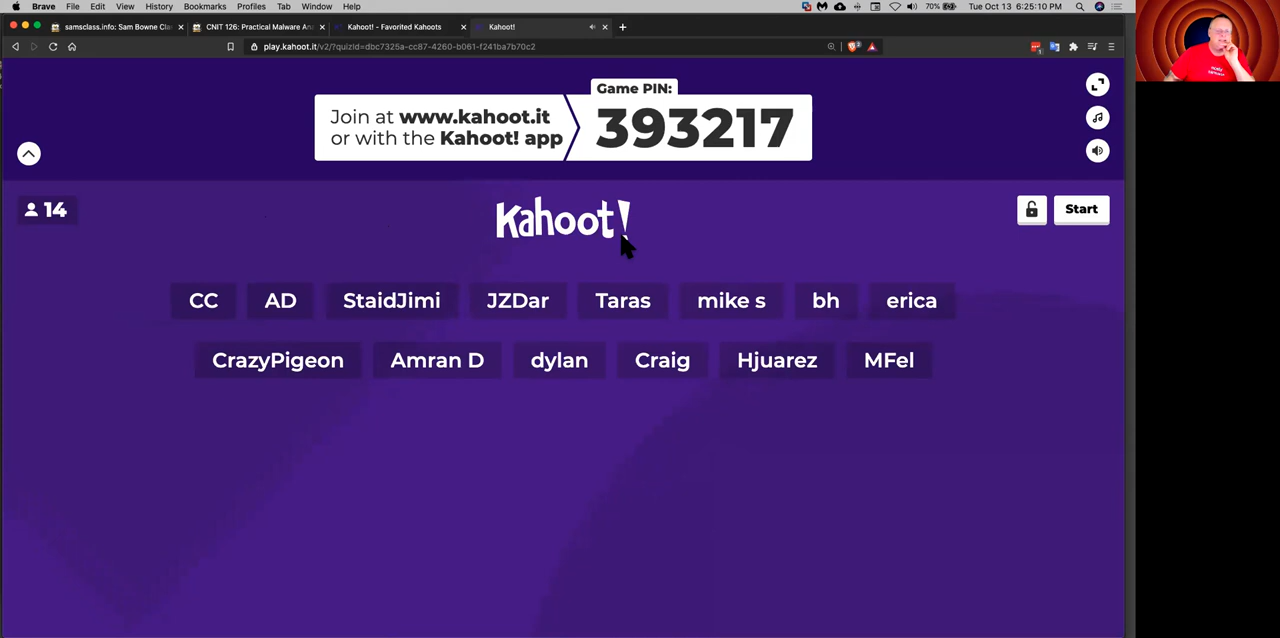 Brave File Edit View History Bookmarks Profiles Tab Window Help 70% Tue Oct 13 6:25:10 PM
samsclass.info: Sam Bowne Cla CNIT 126: Practical Malware An Kahoot! - Favorited Kahoots Kahoot!
play.kahoot.it/v2/?quizId=dbc7325a-cc87-4260-b061-f241ba7b70c2
Game PIN:
Join at www.kahoot.it
or with the Kahoot! app
393217
14
Kahoot!
Start
CC AD StaidJimi JZDar Taras mike s bh erica
CrazyPigeon Amran D dylan Craig Hjuarez MFel